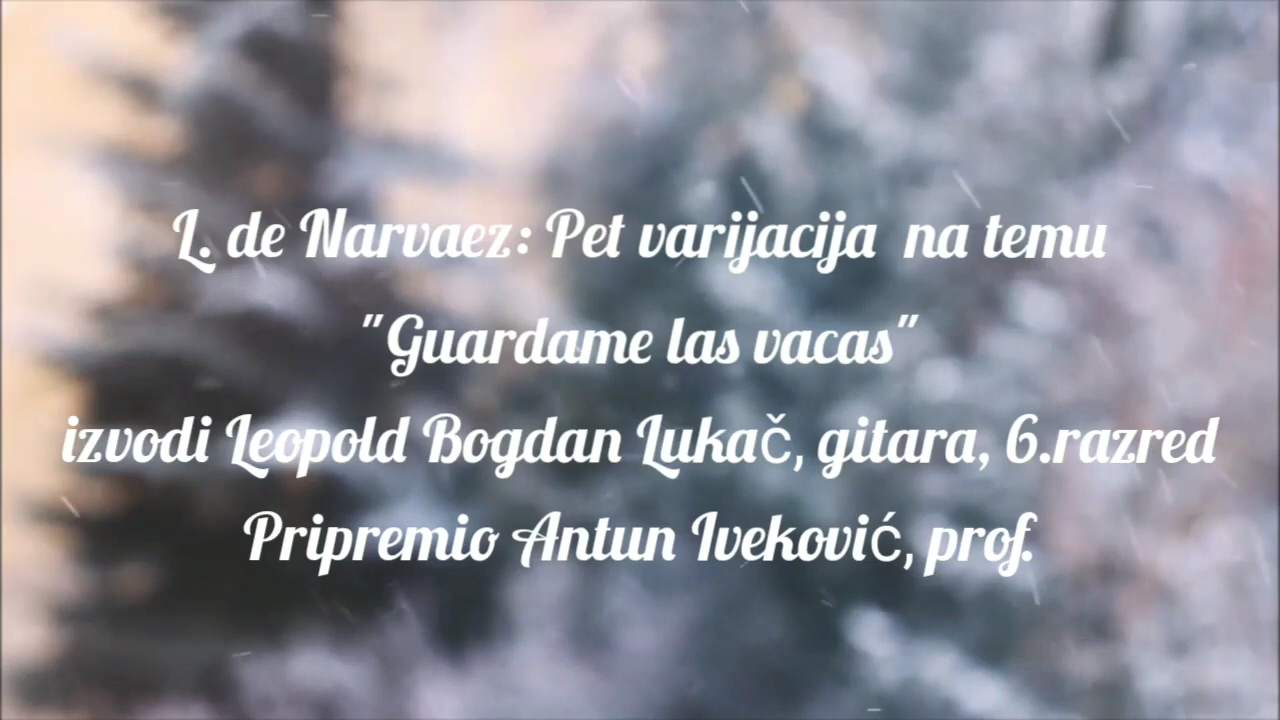 L. de Narvaez: Pet varijacija  na temu
"Guardame las vacas"
izvodi Leopold Bogdan Lukač, gitara, 6.razred
Pripremio Antun Iveković, prof.